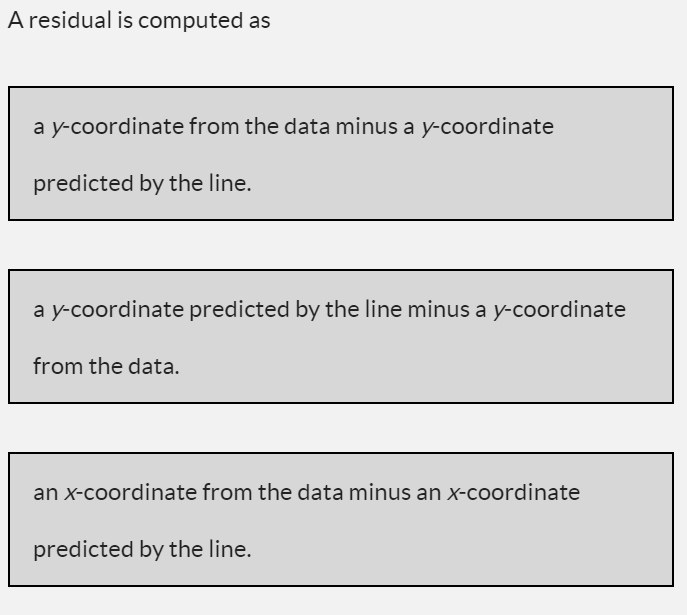 A residual is computed as
a y-coordinate from the data minus a y-coordinate
predicted by the line.
a y-coordinate predicted by the line minus a y-coordinate
from the data.
an x-coordinate from the data minus an x-coordinate
predicted by the line.